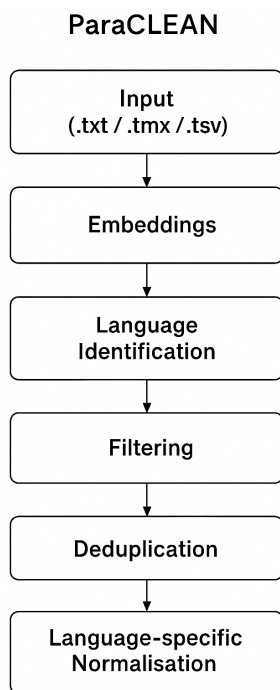 ParaCLEAN
Input
(.txt / .tmx /.tsv)
Embeddings
Language
Identification
Filtering
Deduplication
Language-specific
Normalisation